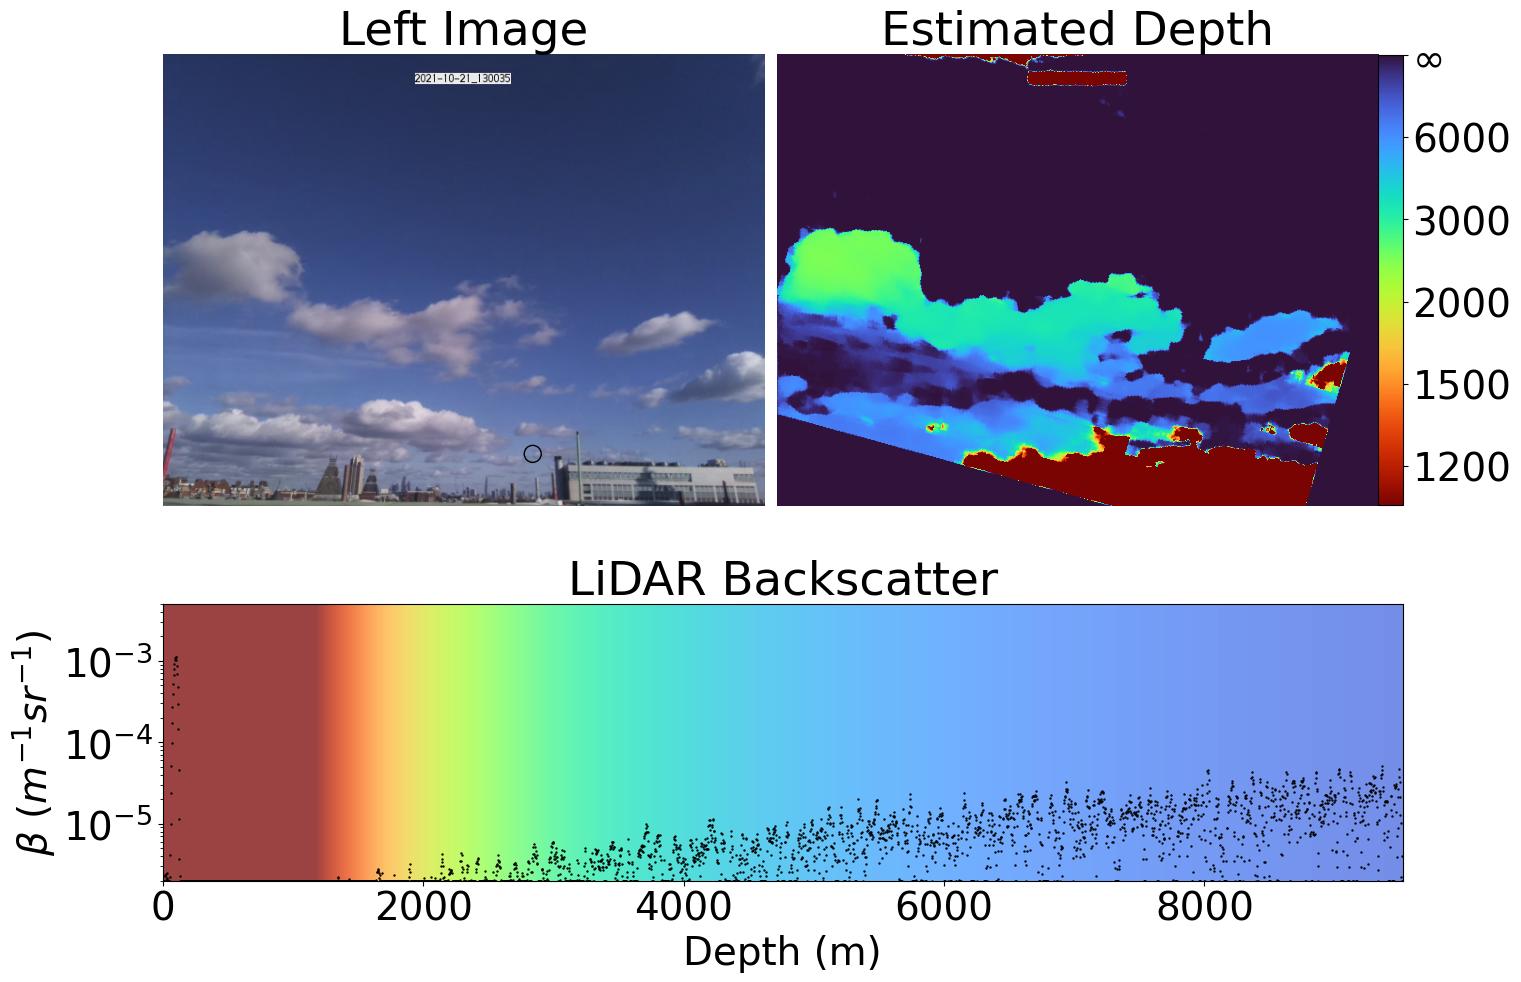 Left Image
Estimated Depth
2021-10-21_130035
∞
6000
3000
2000
1500
1200
LiDAR Backscatter
β (m⁻¹sr⁻¹)
10⁻³
10⁻⁴
10⁻⁵
0 2000 4000 6000 8000
Depth (m)